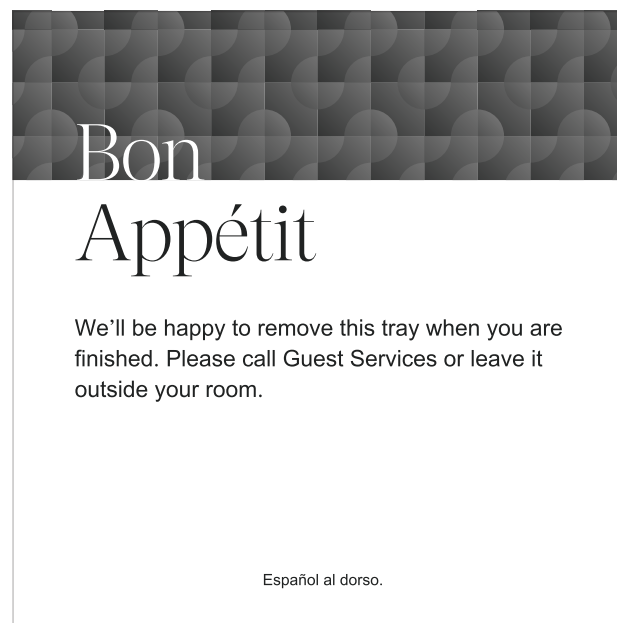 Bon
Appétit
We’ll be happy to remove this tray when you are
finished. Please call Guest Services or leave it
outside your room.
Español al dorso.